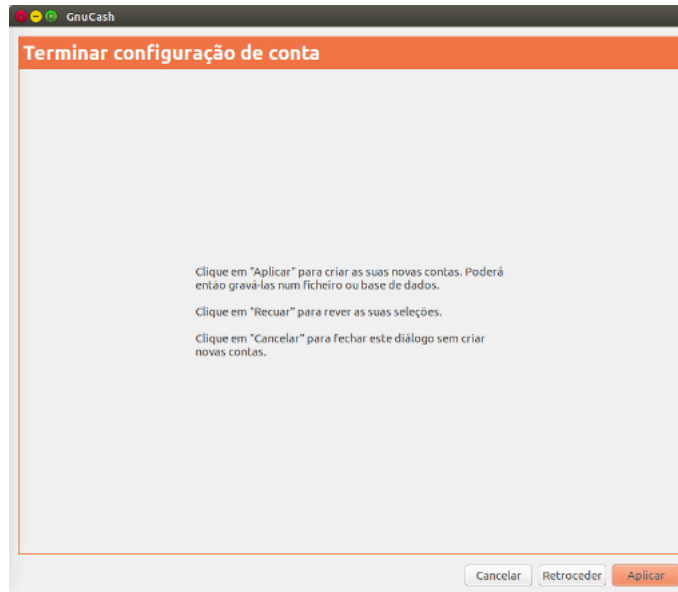 GnuCash
Terminar configuração de conta
Clique em "Aplicar" para criar as suas novas contas. Poderá
então gravá-las num ficheiro ou base de dados.
Clique em "Recuar" para rever as suas seleções.
Clique em "Cancelar" para fechar este diálogo sem criar
novas contas.
Cancelar Retroceder Aplicar